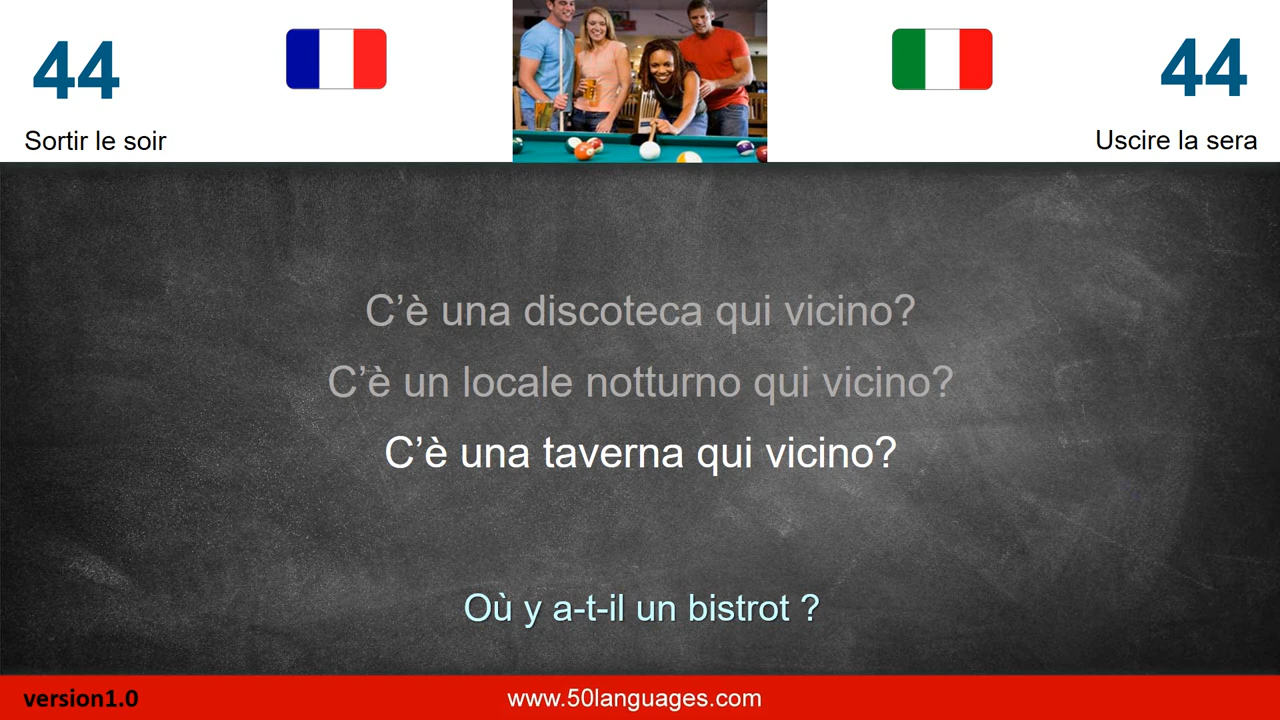 44
44
Sortir le soir
Uscire la sera
C’è una discoteca qui vicino?
C’è un locale notturno qui vicino?
C’è una taverna qui vicino?
Où y a-t-il un bistrot ?
version1.0
www.50languages.com